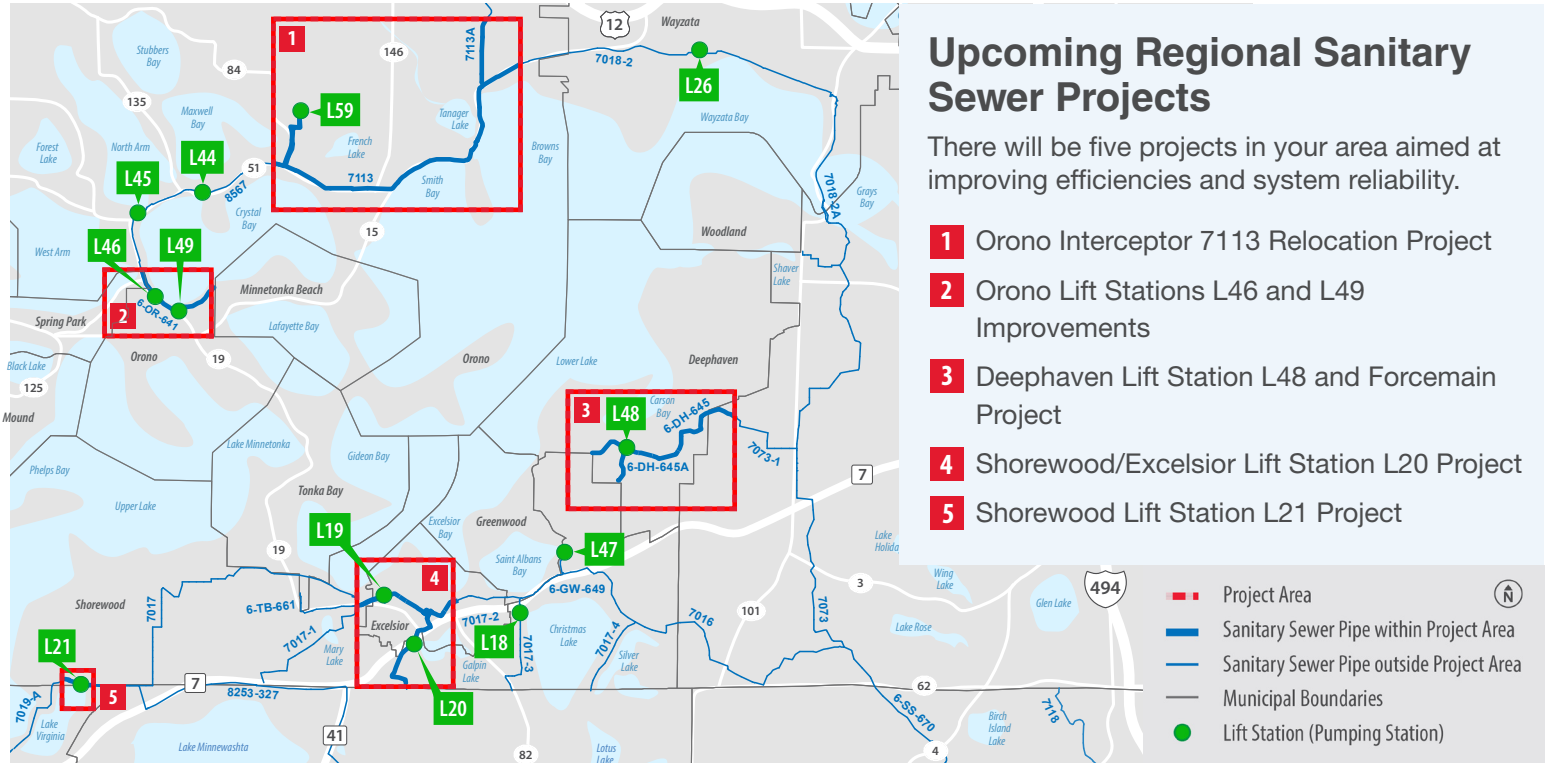 Upcoming Regional Sanitary
Sewer Projects
There will be five projects in your area aimed at
improving efficiencies and system reliability.
1 Orono Interceptor 7113 Relocation Project
2 Orono Lift Stations L46 and L49
Improvements
3 Deephaven Lift Station L48 and Forcemain
Project
4 Shorewood/Excelsior Lift Station L20 Project
5 Shorewood Lift Station L21 Project
Project Area
N
Sanitary Sewer Pipe within Project Area
Sanitary Sewer Pipe outside Project Area
Municipal Boundaries
Lift Station (Pumping Station)
12
Wayzata
1
146
7113A
Stubbers
Bay
84
7018-2
L26
135
Maxwell
Bay
L59
Tanager
Lake
Wayzata Bay
Forest
Lake
North Arm
L44
French
Lake
Browns
Bay
L45
51
8567
7113
Smith
Bay
7018-2A
Grays
Bay
Crystal
Bay
15
Woodland
L46
L49
West Arm
Shaver
Lake
Minnetonka Beach
2
6-OR-641
Spring Park
Lafayette Bay
Orono
19
Orono
Lower Lake
Deephaven
Black Lake
125
Mound
3
L48
Carson
Bay
6-DH-645
6-DH-645A
7073-1
Lake Minnetonka
Gideon Bay
Phelps Bay
7
Tonka Bay
Upper Lake
Excelsior
Bay
Greenwood
L19
L47
19
Saint Albans
Bay
Lake
Holida
4
Wing
Lake
3
494
Glen Lake
Shorewood
7017
6-TB-661
6-GW-649
7017-2
7016
101
7073
Excelsior
L18
7017-1
Christmas
Lake
7017-4
7017-3
Lake Rose
Mary
Lake
Silver
Lake
Galpin
Lake
L21
5
7
8253-327
L20
62
7019-A
6-SS-670
7118
Lake
Virginia
41
Birch
Island
Lake
Lake Minnewashta
82
Lotus
Lake
4